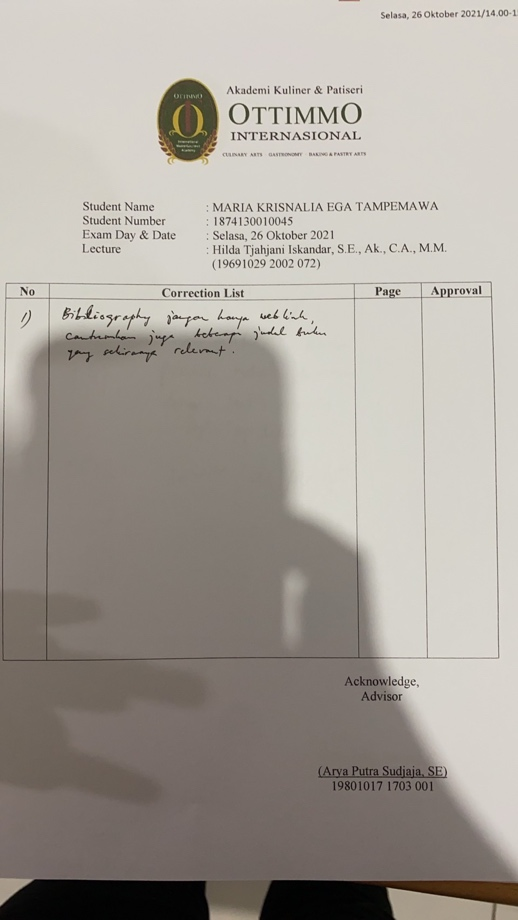 Selasa, 26 Oktober 2021/14.00-1
OTTIMMO
Akademi Kuliner & Patiseri
OTTIMMO
INTERNASIONAL
CULINARY ARTS GASTRONOMY BAKING & PASTRY ARTS
Student Name : MARIA KRISNALIA EGA TAMPEMAWA
Student Number : 1874130010045
Exam Day & Date : Selasa, 26 Oktober 2021
Lecture : Hilda Tjahjani Iskandar, S.E., Ak., C.A., M.M.
(19691029 2002 072)
No Correction List Page Approval
1) Bibliography jangan hanya web link,
cantumkan juga beberapa judul buku
yang sekiranya relevant.
Acknowledge,
Advisor
(Arya Putra Sudjaja, SE)
19801017 1703 001